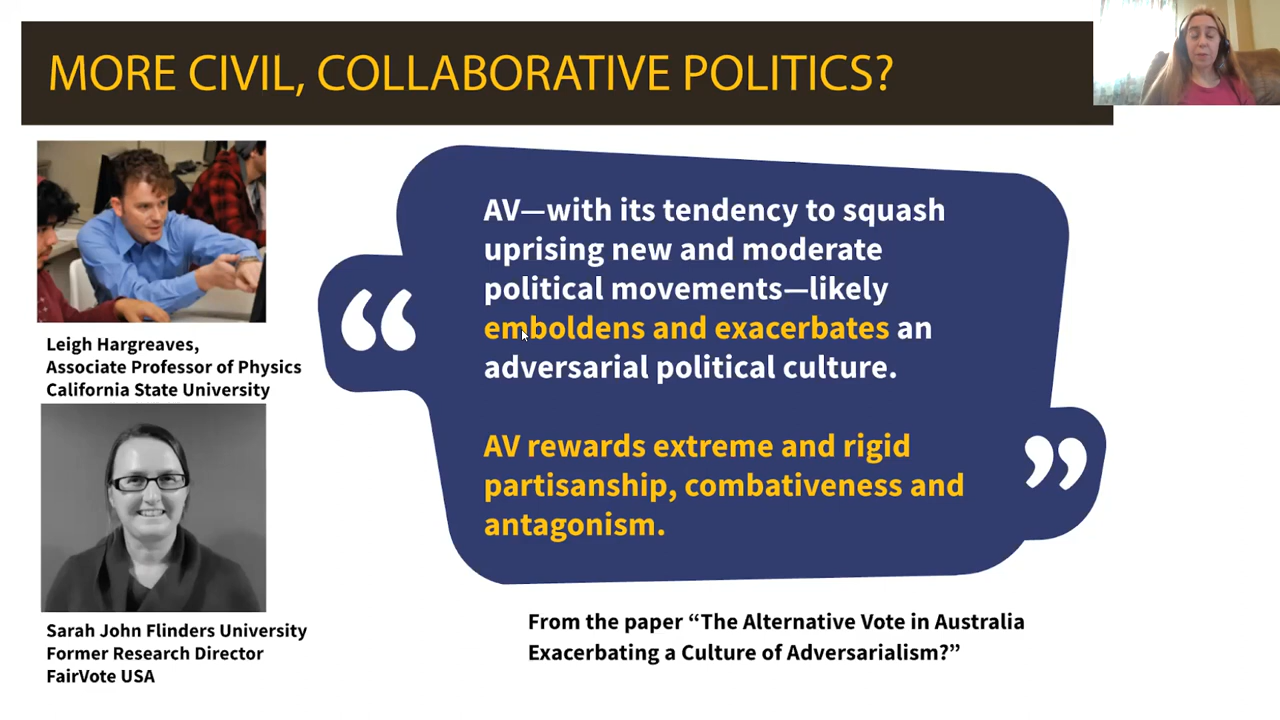 MORE CIVIL, COLLABORATIVE POLITICS?
Leigh Hargreaves,
Associate Professor of Physics
California State University
Sarah John Flinders University
Former Research Director
FairVote USA
“
AV—with its tendency to squash
uprising new and moderate
political movements—likely
emboldens and exacerbates an
adversarial political culture.
AV rewards extreme and rigid
partisanship, combativeness and
antagonism.
”
From the paper “The Alternative Vote in Australia
Exacerbating a Culture of Adversarialism?”